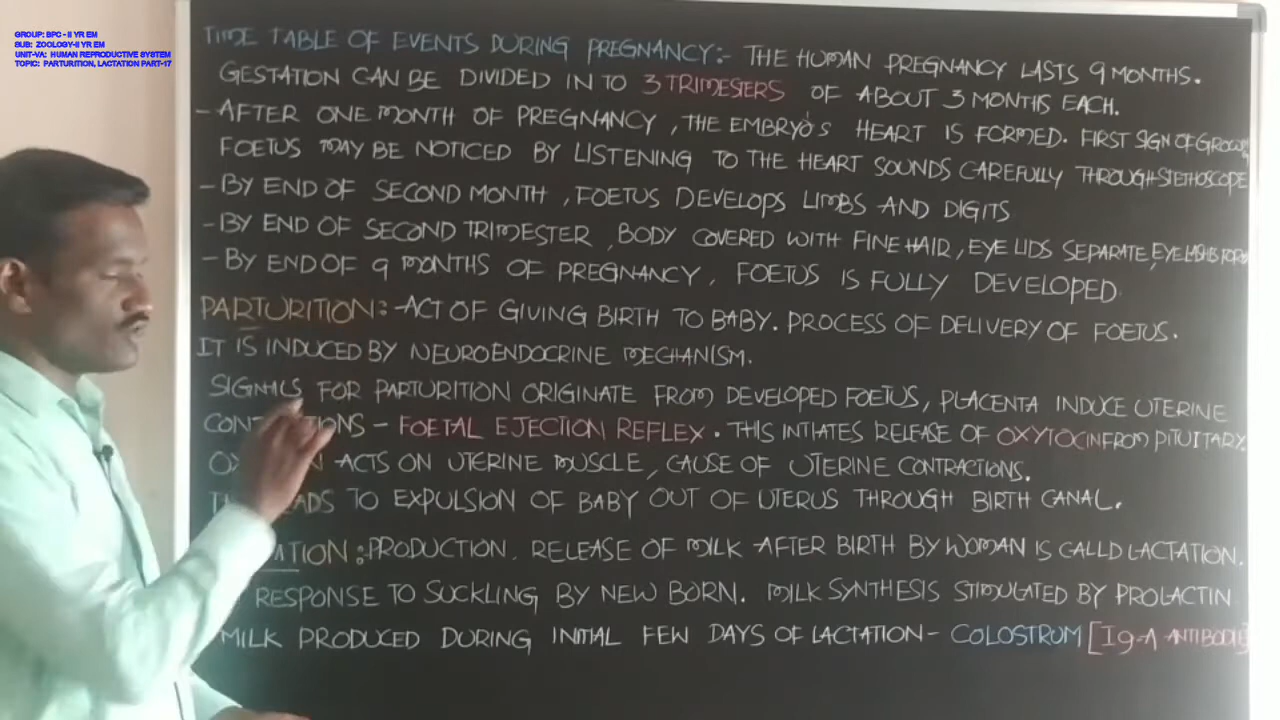 GROUP: BPC - II YR EM
SUB: ZOOLOGY-II YR EM
UNIT-VA: HUMAN REPRODUCTIVE SYSTEM
TOPIC: PARTURITION, LACTATION PART-17
TIME TABLE OF EVENTS DURING PREGNANCY:- THE HUMAN PREGNANCY LASTS 9 MONTHS.
GESTATION CAN BE DIVIDED IN TO 3 TRIMESTERS OF ABOUT 3 MONTHS EACH.
- AFTER ONE MONTH OF PREGNANCY, THE EMBRYO'S HEART IS FORMED. FIRST SIGN OF GROWING
FOETUS MAY BE NOTICED BY LISTENING TO THE HEART SOUNDS CAREFULLY THROUGH STETHOSCOPE
- BY END OF SECOND MONTH, FOETUS DEVELOPS LIMBS AND DIGITS
- BY END OF SECOND TRIMESTER, BODY COVERED WITH FINE HAIR, EYE LIDS SEPARATE, EYE LASHES FORM
- BY END OF 9 MONTHS OF PREGNANCY, FOETUS IS FULLY DEVELOPED
PARTURITION:- ACT OF GIVING BIRTH TO BABY. PROCESS OF DELIVERY OF FOETUS.
IT IS INDUCED BY NEUROENDOCRINE MECHANISM.
SIGNALS FOR PARTURITION ORIGINATE FROM DEVELOPED FOETUS, PLACENTA INDUCE UTERINE
- FOETAL EJECTION REFLEX. THIS INTIATES RELEASE OF OXYTOCIN FROM PITUITARY.
ACTS ON UTERINE MUSCLE, CAUSE OF UTERINE CONTRACTIONS.
TO EXPULSION OF BABY OUT OF UTERUS THROUGH BIRTH CANAL.
: PRODUCTION, RELEASE OF MILK AFTER BIRTH BY WOMAN IS CALLD LACTATION.
RESPONSE TO SUCKLING BY NEW BORN. MILK SYNTHESIS STIMULATED BY PROLACTIN
MILK PRODUCED DURING INITIAL FEW DAYS OF LACTATION - COLOSTRUM [Ig-A ANTIBODIES]